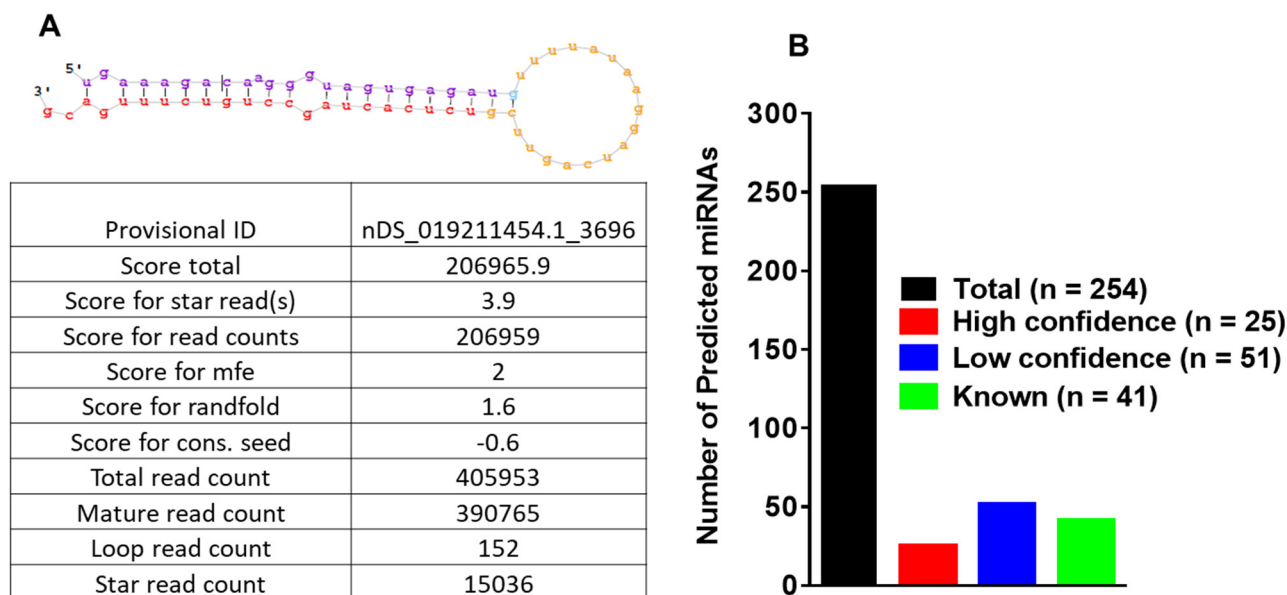 A
5' ugaaagacaaggguagugagaug
uuuuauaaggaucaguuc
3' gcaguuucuguccgaucacucug
Provisional ID nDS_019211454.1_3696
Score total 206965.9
Score for star read(s) 3.9
Score for read counts 206959
Score for mfe 2
Score for randfold 1.6
Score for cons. seed -0.6
Total read count 405953
Mature read count 390765
Loop read count 152
Star read count 15036
B
Number of Predicted miRNAs
300
250
200
150
100
50
0
Total (n = 254)
High confidence (n = 25)
Low confidence (n = 51)
Known (n = 41)